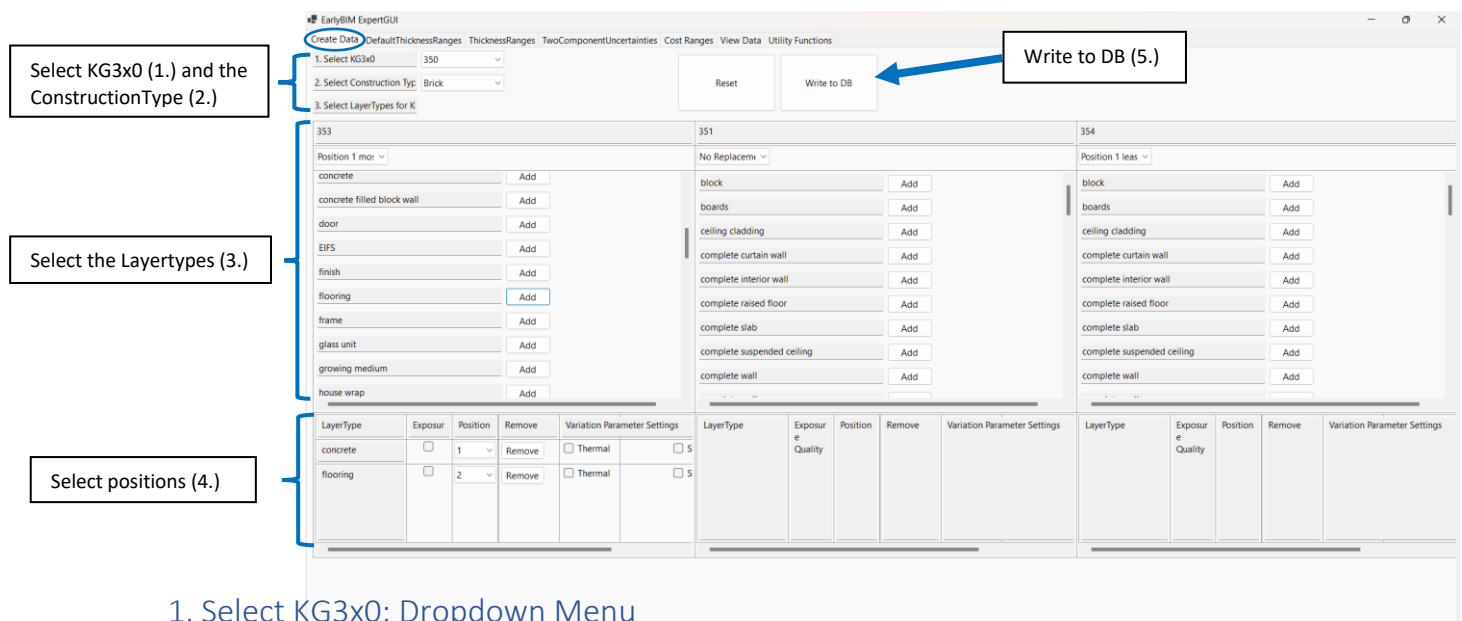 EarlyBIM ExpertGUI
Create Data DefaultThicknessRanges ThicknessRanges TwoComponentUncertainties Cost Ranges View Data Utility Functions
Select KG3x0 (1.) and the
ConstructionType (2.)
1. Select KG3x0 350
2. Select Construction Typ Brick
3. Select LayerTypes for K
Reset
Write to DB
Write to DB (5.)
353 351 354
Position 1 mos No Replaceme Position 1 leas
Select the Layertypes (3.)
concrete Add
concrete filled block wall Add
door Add
EIFS Add
finish Add
flooring Add
frame Add
glass unit Add
growing medium Add
house wrap Add
block Add
boards Add
ceiling cladding Add
complete curtain wall Add
complete interior wall Add
complete raised floor Add
complete slab Add
complete suspended ceiling Add
complete wall Add
block Add
boards Add
ceiling cladding Add
complete curtain wall Add
complete interior wall Add
complete raised floor Add
complete slab Add
complete suspended ceiling Add
complete wall Add
Select positions (4.)
LayerType Exposur Position Remove Variation Parameter Settings
concrete 1 Remove Thermal S
flooring 2 Remove Thermal S
LayerType Exposur Position Remove Variation Parameter Settings
e
Quality
LayerType Exposur Position Remove Variation Parameter Settings
e
Quality
1. Select KG3x0: Dropdown Menu